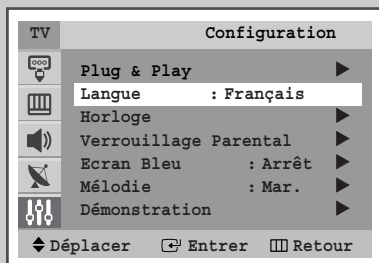 TV Configuration
Plug & Play
Langue : Français
Horloge
Verrouillage Parental
Ecran Bleu : Arrêt
Mélodie : Mar.
Démonstration
Déplacer Entrer Retour